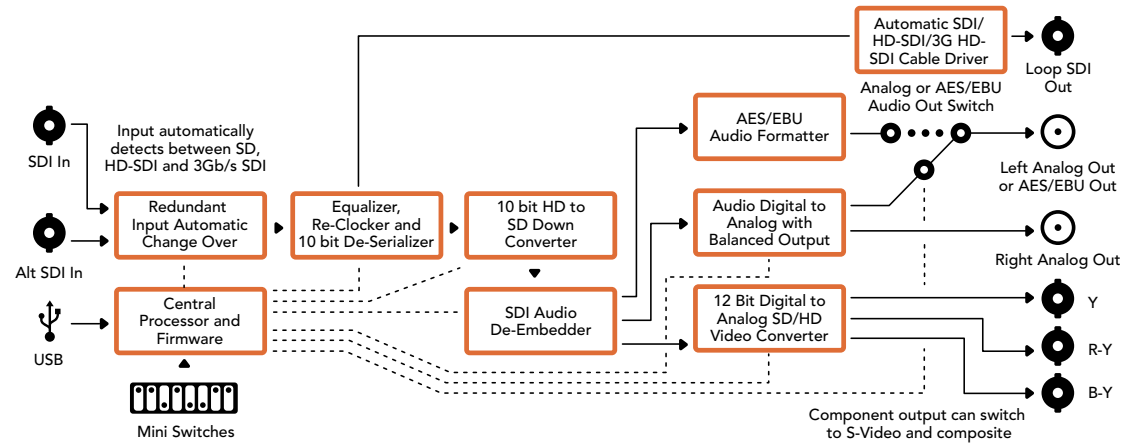 Automatic SDI/
HD-SDI/3G HD-
SDI Cable Driver
Loop SDI
Out
Analog or AES/EBU
Audio Out Switch
SDI In
Input automatically
detects between SD,
HD-SDI and 3Gb/s SDI
AES/EBU
Audio Formatter
Left Analog Out
or AES/EBU Out
Alt SDI In
Redundant
Input Automatic
Change Over
Equalizer,
Re-Clocker and
10 bit De-Serializer
10 bit HD to
SD Down
Converter
Audio Digital to
Analog with
Balanced Output
Right Analog Out
USB
Central
Processor and
Firmware
SDI Audio
De-Embedder
12 Bit Digital to
Analog SD/HD
Video Converter
Y
R-Y
B-Y
Mini Switches
Component output can switch
to S-Video and composite